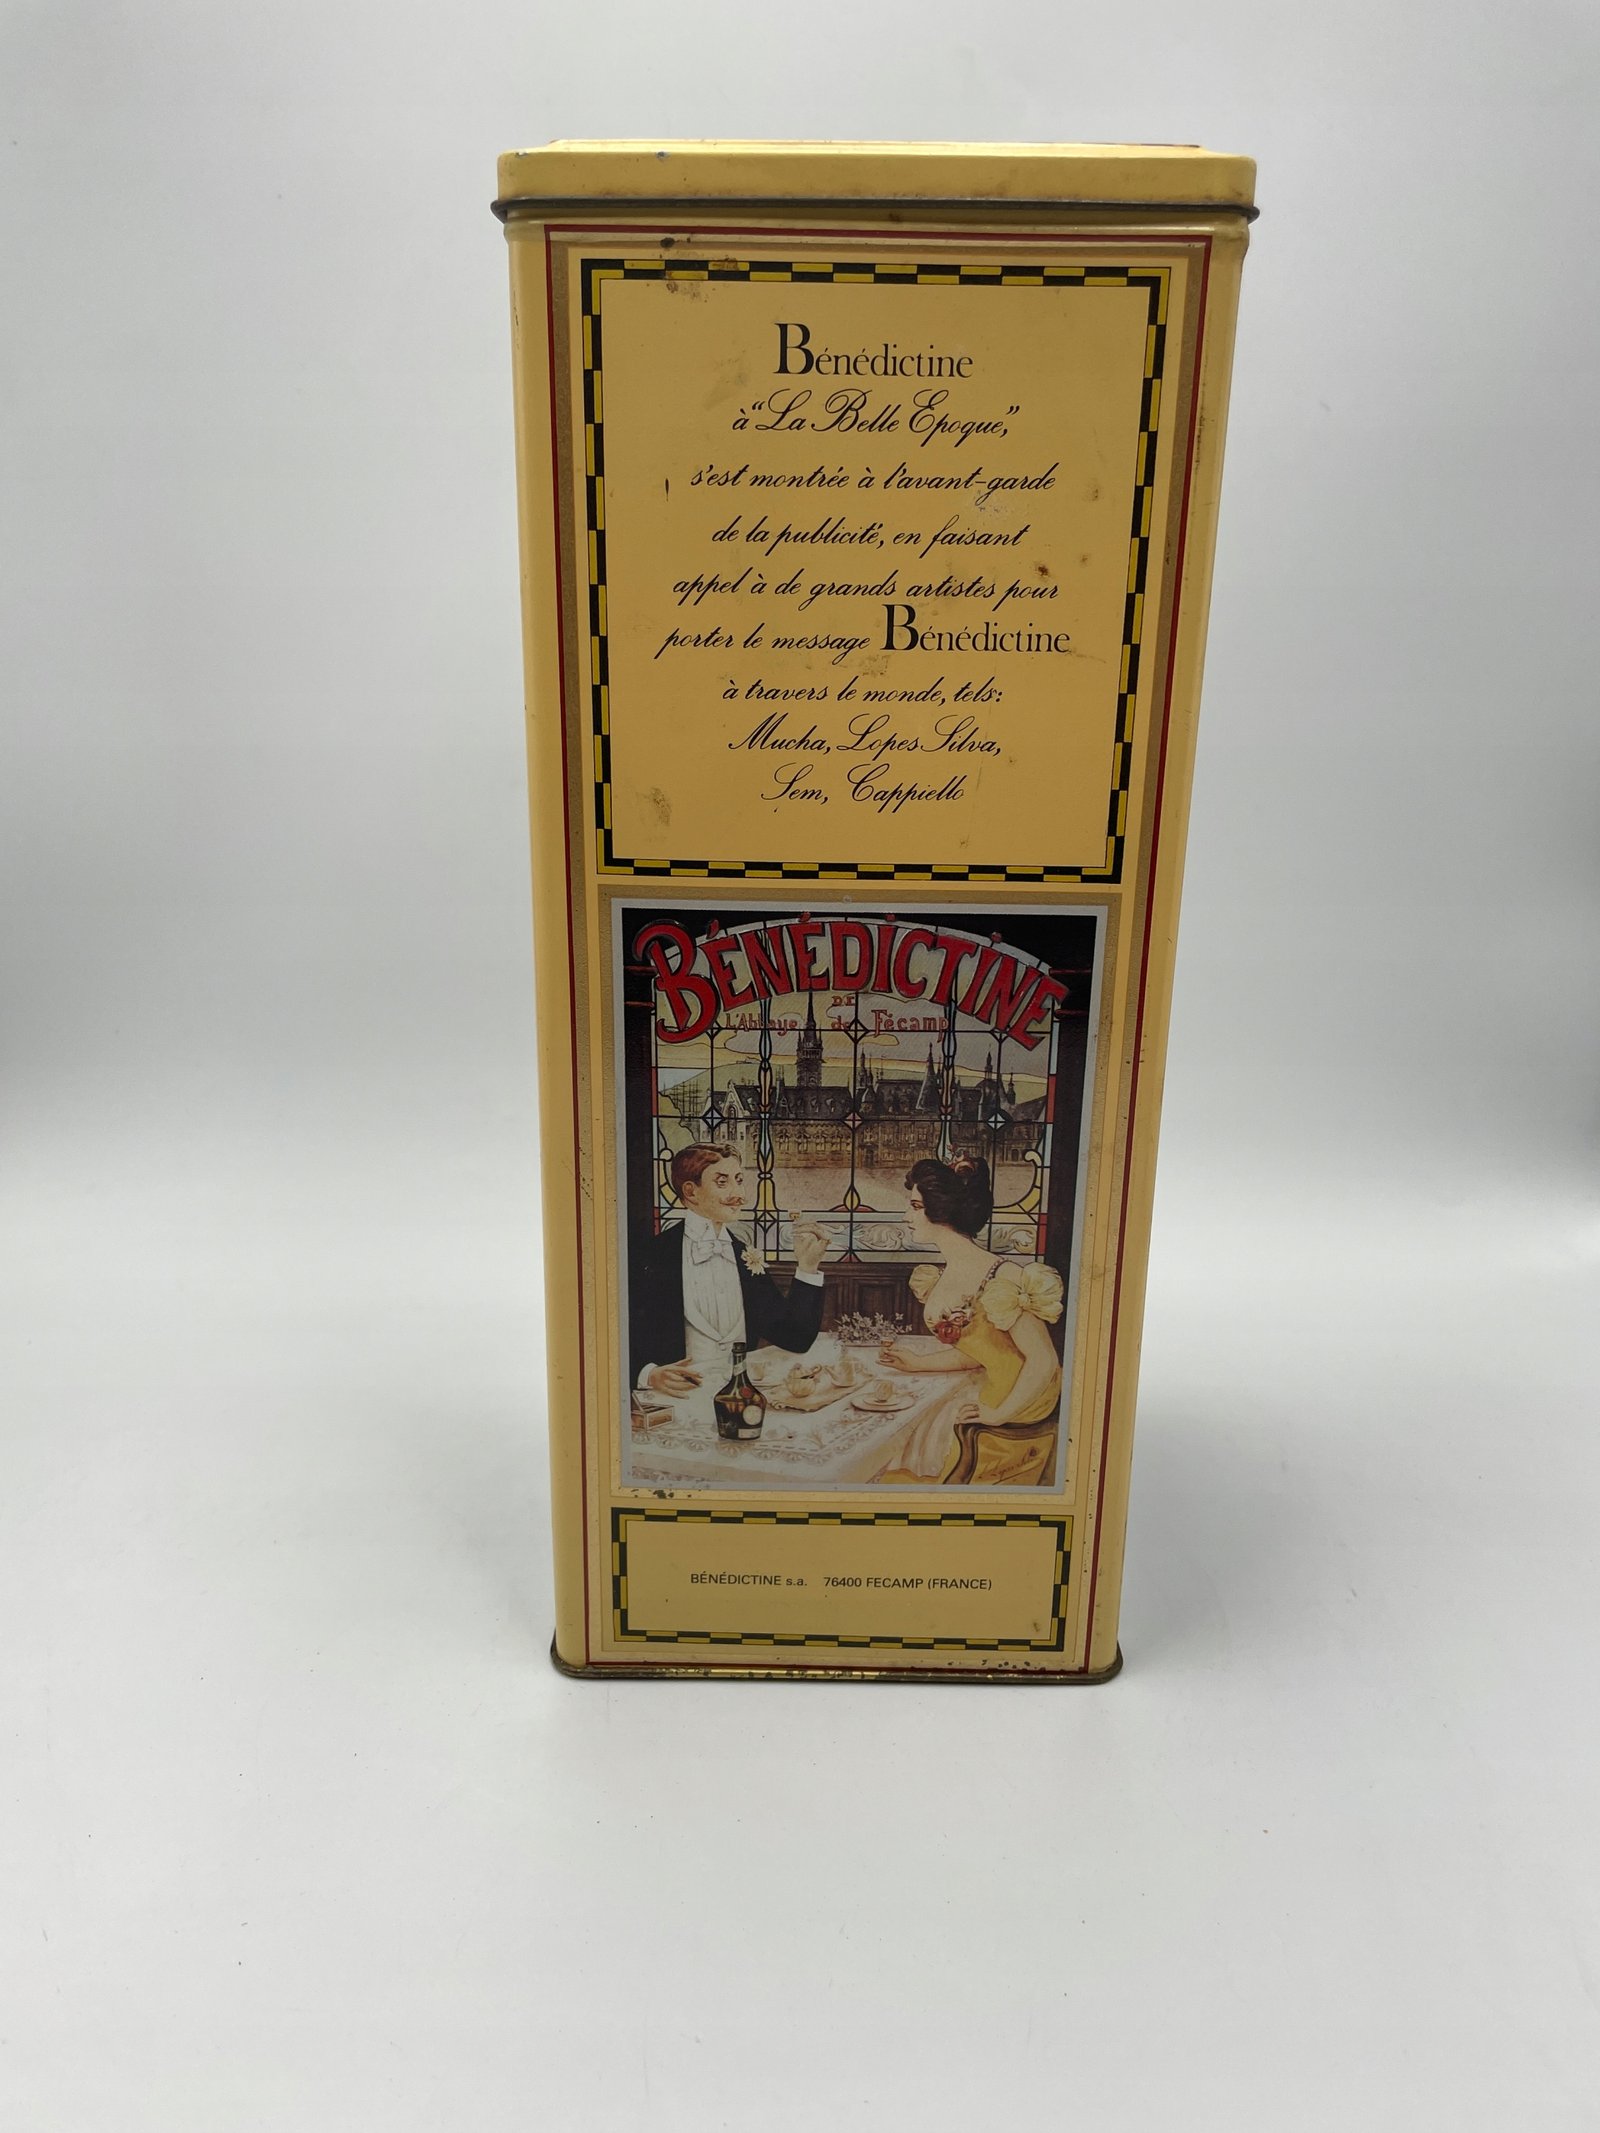 Bénédictine
à "La Belle Epoque",
s'est montrée à l'avant-garde
de la publicité, en faisant
appel à de grands artistes pour
porter le message Bénédictine
à travers le monde, tels:
Mucha, Lopes Silva,
Sem, Cappiello
BÉNÉDICTINE
DE
L'Abbaye de Fécamp
BÉNÉDICTINE s.a. 76400 FECAMP (FRANCE)